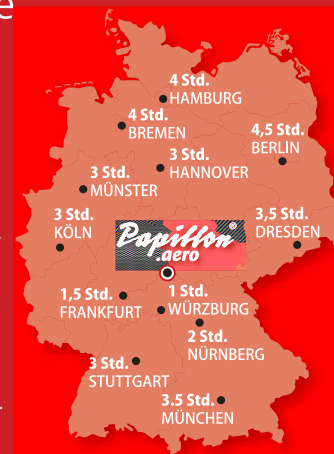 e
4 Std.
HAMBURG
4 Std.
BREMEN
4,5 Std.
BERLIN
3 Std.
HANNOVER
3 Std.
MÜNSTER
3 Std.
KÖLN
3,5 Std.
DRESDEN
Papillon
.aero
1,5 Std.
FRANKFURT
1 Std.
WÜRZBURG
2 Std.
NÜRNBERG
3 Std.
STUTTGART
3.5 Std.
MÜNCHEN